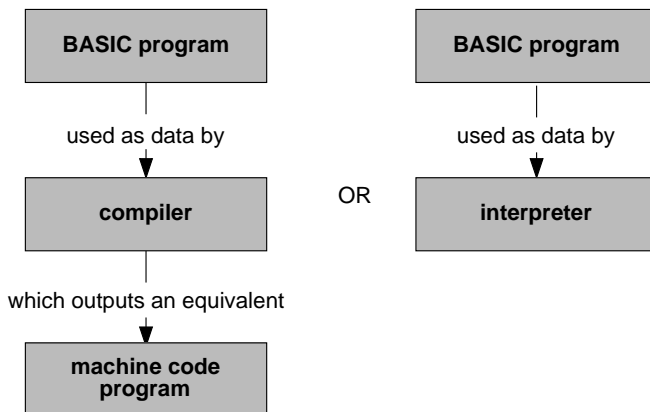 BASIC program
used as data by
compiler
which outputs an equivalent
machine code
program
OR
BASIC program
used as data by
interpreter